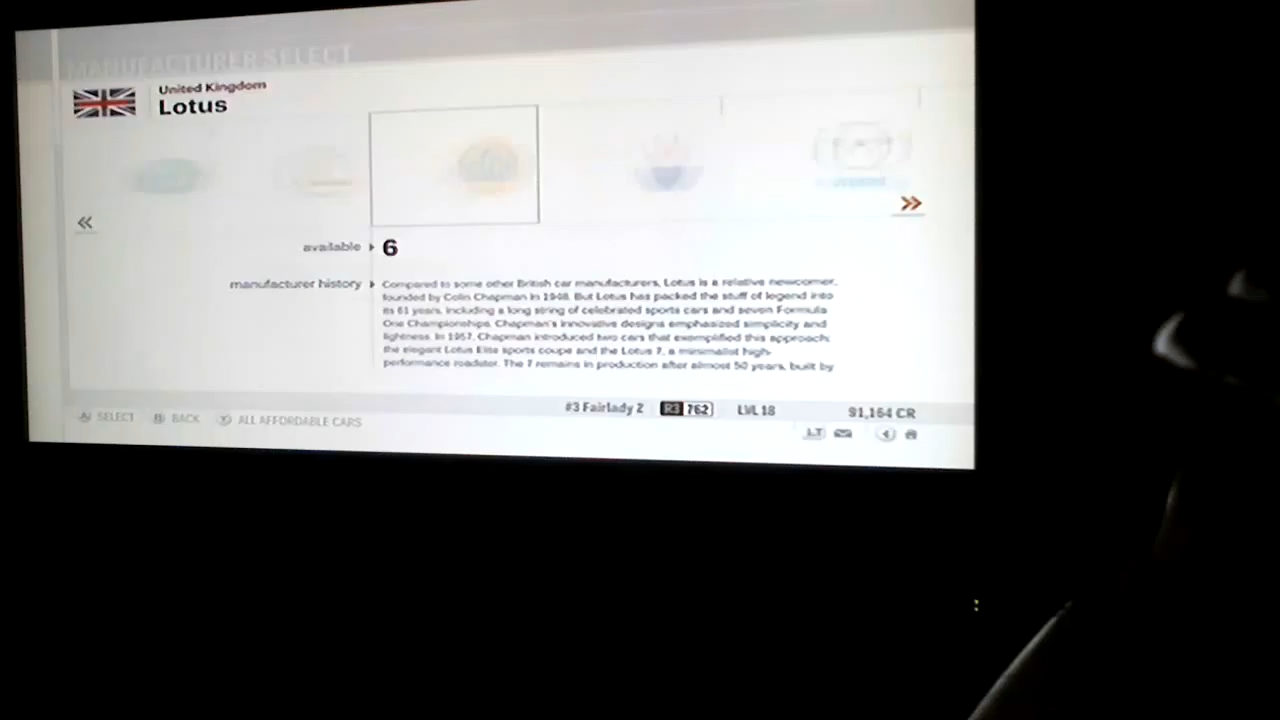 MANUFACTURER SELECT
United Kingdom
Lotus
available 6
manufacturer history
Compared to some other British car manufacturers, Lotus is a relative newcomer,
founded by Colin Chapman in 1948. But Lotus has packed the stuff of legend into
its 61 years, including a long string of celebrated sports cars and seven Formula
One Championships. Chapman's innovative designs emphasized simplicity and
lightness. In 1957, Chapman introduced two cars that exemplified this approach:
the elegant Lotus Elite sports coupe and the Lotus 7, a minimalist high-
performance roadster. The 7 remains in production after almost 50 years, built by
#3 Fairlady Z R3 762 LVL 18 91,164 CR
A SELECT B BACK Y ALL AFFORDABLE CARS
LT